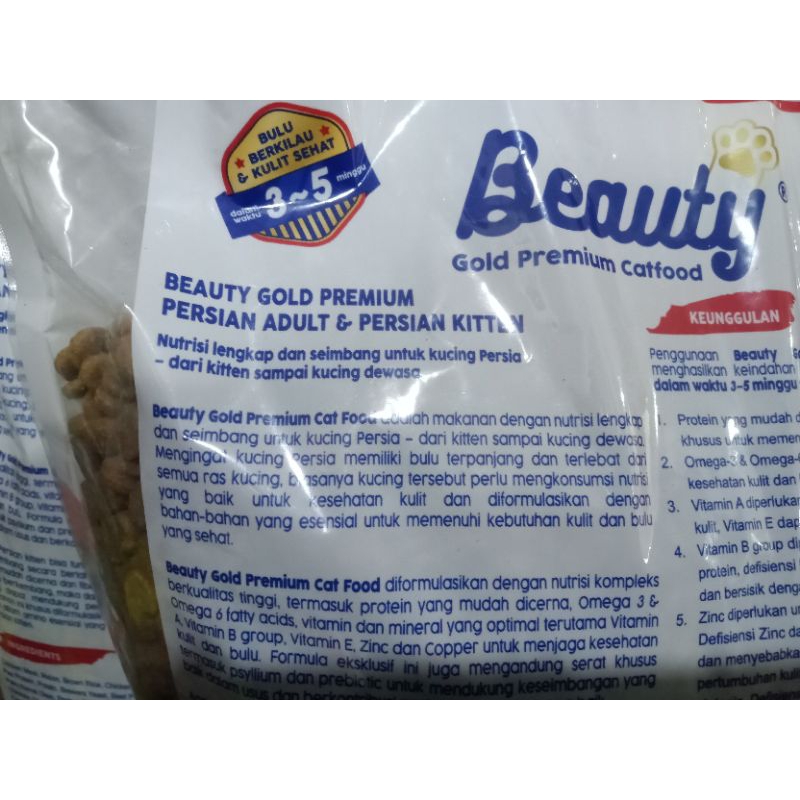 BULU
BERKILAU
& KULIT SEHAT
dalam waktu 3~5 minggu
Beauty®
Gold Premium Catfood
BEAUTY GOLD PREMIUM
PERSIAN ADULT & PERSIAN KITTEN
Nutrisi lengkap dan seimbang untuk kucing Persia
– dari kitten sampai kucing dewasa
Beauty Gold Premium Cat Food adalah makanan dengan nutrisi lengkap
dan seimbang untuk kucing Persia – dari kitten sampai kucing dewasa.
Mengingat kucing Persia memiliki bulu terpanjang dan terlebat dari
semua ras kucing, biasanya kucing tersebut perlu mengkonsumsi nutrisi
yang baik untuk kesehatan kulit dan diformulasikan dengan
bahan-bahan yang esensial untuk memenuhi kebutuhan kulit dan bulu
yang sehat.
Beauty Gold Premium Cat Food diformulasikan dengan nutrisi kompleks
berkualitas tinggi, termasuk protein yang mudah dicerna, Omega 3 &
Omega 6 fatty acids, vitamin dan mineral yang optimal terutama Vitamin
A, Vitamin B group, Vitamin E, Zinc dan Copper untuk menjaga kesehatan
kulit dan bulu. Formula eksklusif ini juga mengandung serat khusus
termasuk psyllium dan prebiotic untuk mendukung keseimbangan yang
baik dalam usus dan
KEUNGGULAN
Penggunaan Beauty
menghasilkan keindahan
dalam waktu 3-5 minggu
1. Protein yang mudah
khusus untuk
2. Omega-3 & Omega-6
kesehatan kulit dan
3. Vitamin A diperlukan
kulit, Vitamin E
4. Vitamin B group
protein, defisiensi
dan bersisik
5. Zinc diperlukan
Defisiensi Zinc
dan menyebabkan
pertumbuhan
INGREDIENTS